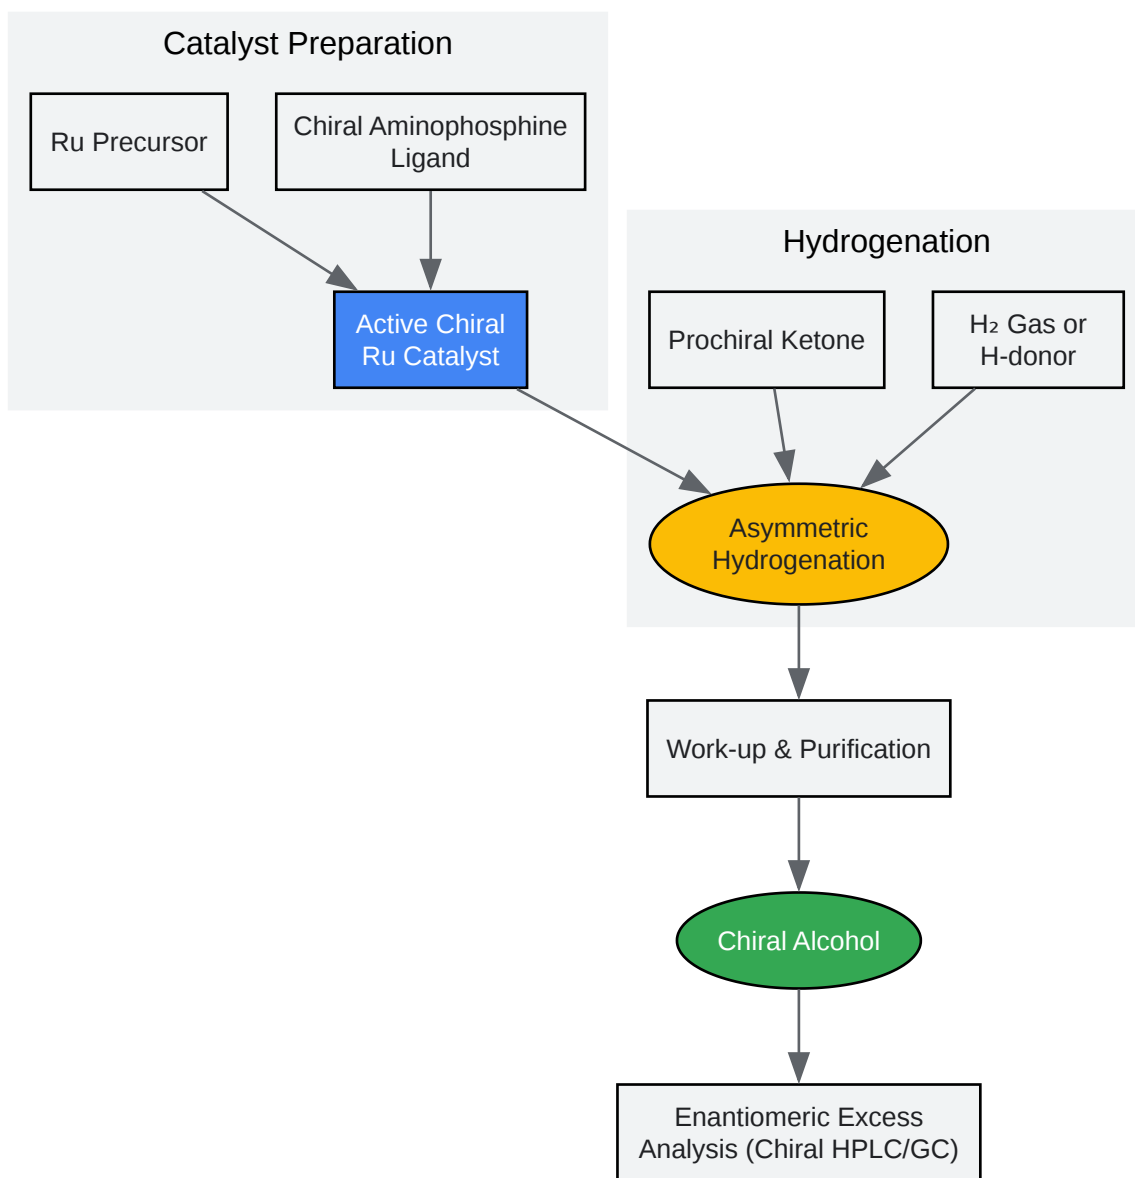 Catalyst Preparation
Ru Precursor
Chiral Aminophosphine
Ligand
Active Chiral
Ru Catalyst
Hydrogenation
Prochiral Ketone
H₂ Gas or
H-donor
Asymmetric
Hydrogenation
Work-up & Purification
Chiral Alcohol
Enantiomeric Excess
Analysis (Chiral HPLC/GC)